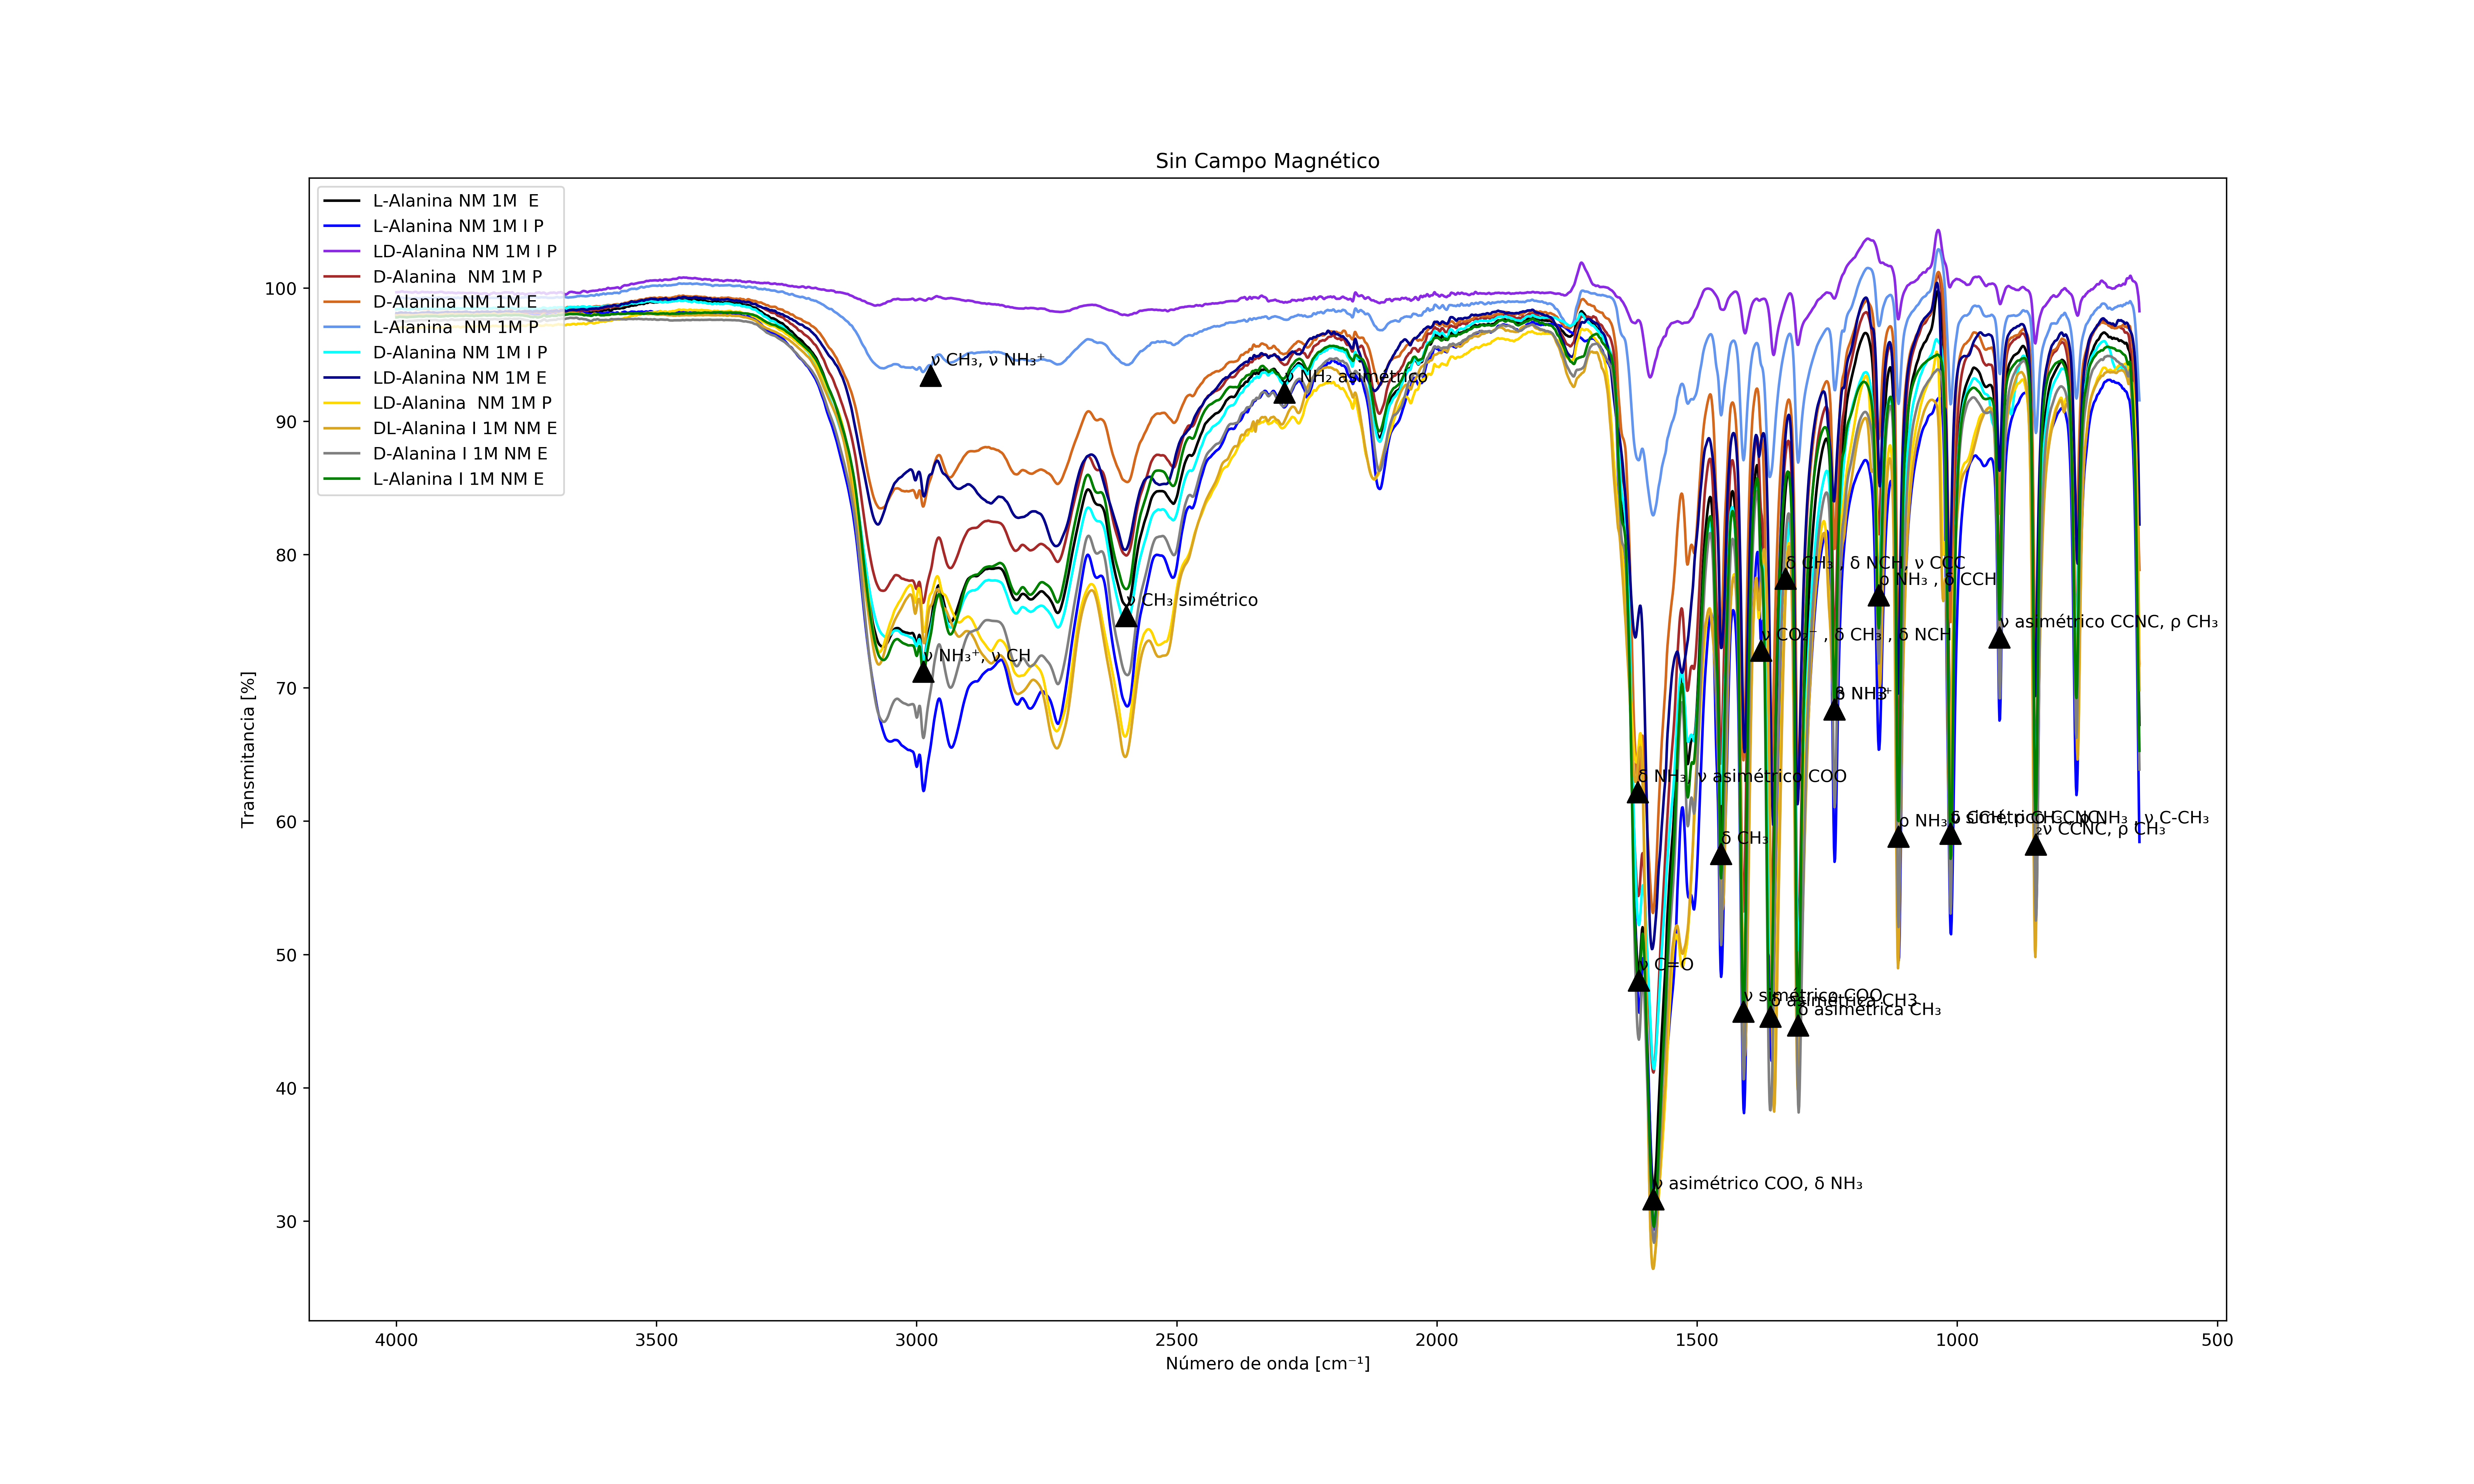 Sin Campo Magnético
L-Alanina NM 1M  E
L-Alanina NM 1M I P
LD-Alanina NM 1M I P
D-Alanina  NM 1M P
D-Alanina NM 1M E
L-Alanina  NM 1M P
D-Alanina NM 1M I P
LD-Alanina NM 1M E
LD-Alanina  NM 1M P
DL-Alanina I 1M NM E
D-Alanina I 1M NM E
L-Alanina I 1M NM E
Transmitancia [%]
100
90
80
70
60
50
40
30
ν CH₃, ν NH₃⁺
ν NH₂ asimétrico
δ CH₃ , δ NCH, ν CCC
ρ NH₃ , δ CCH
ν CH₃ simétrico
ν asimétrico CCNC, ρ CH₃
ν CO₂⁻ , δ CH₃ , δ NCH
ν NH₃⁺, ν CH
δ NH₃, ν asimétrico COO
δ CH₃
ρ NH₃
ν C-CH₃
ν CCNC, ρ CH₃
ν C=O
ν simétrico COO
δ asimétrica CH3
δ asimétrica CH₃
ν asimétrico COO, δ NH₃
4000
3500
3000
2500
2000
1500
1000
500
Número de onda [cm⁻¹]